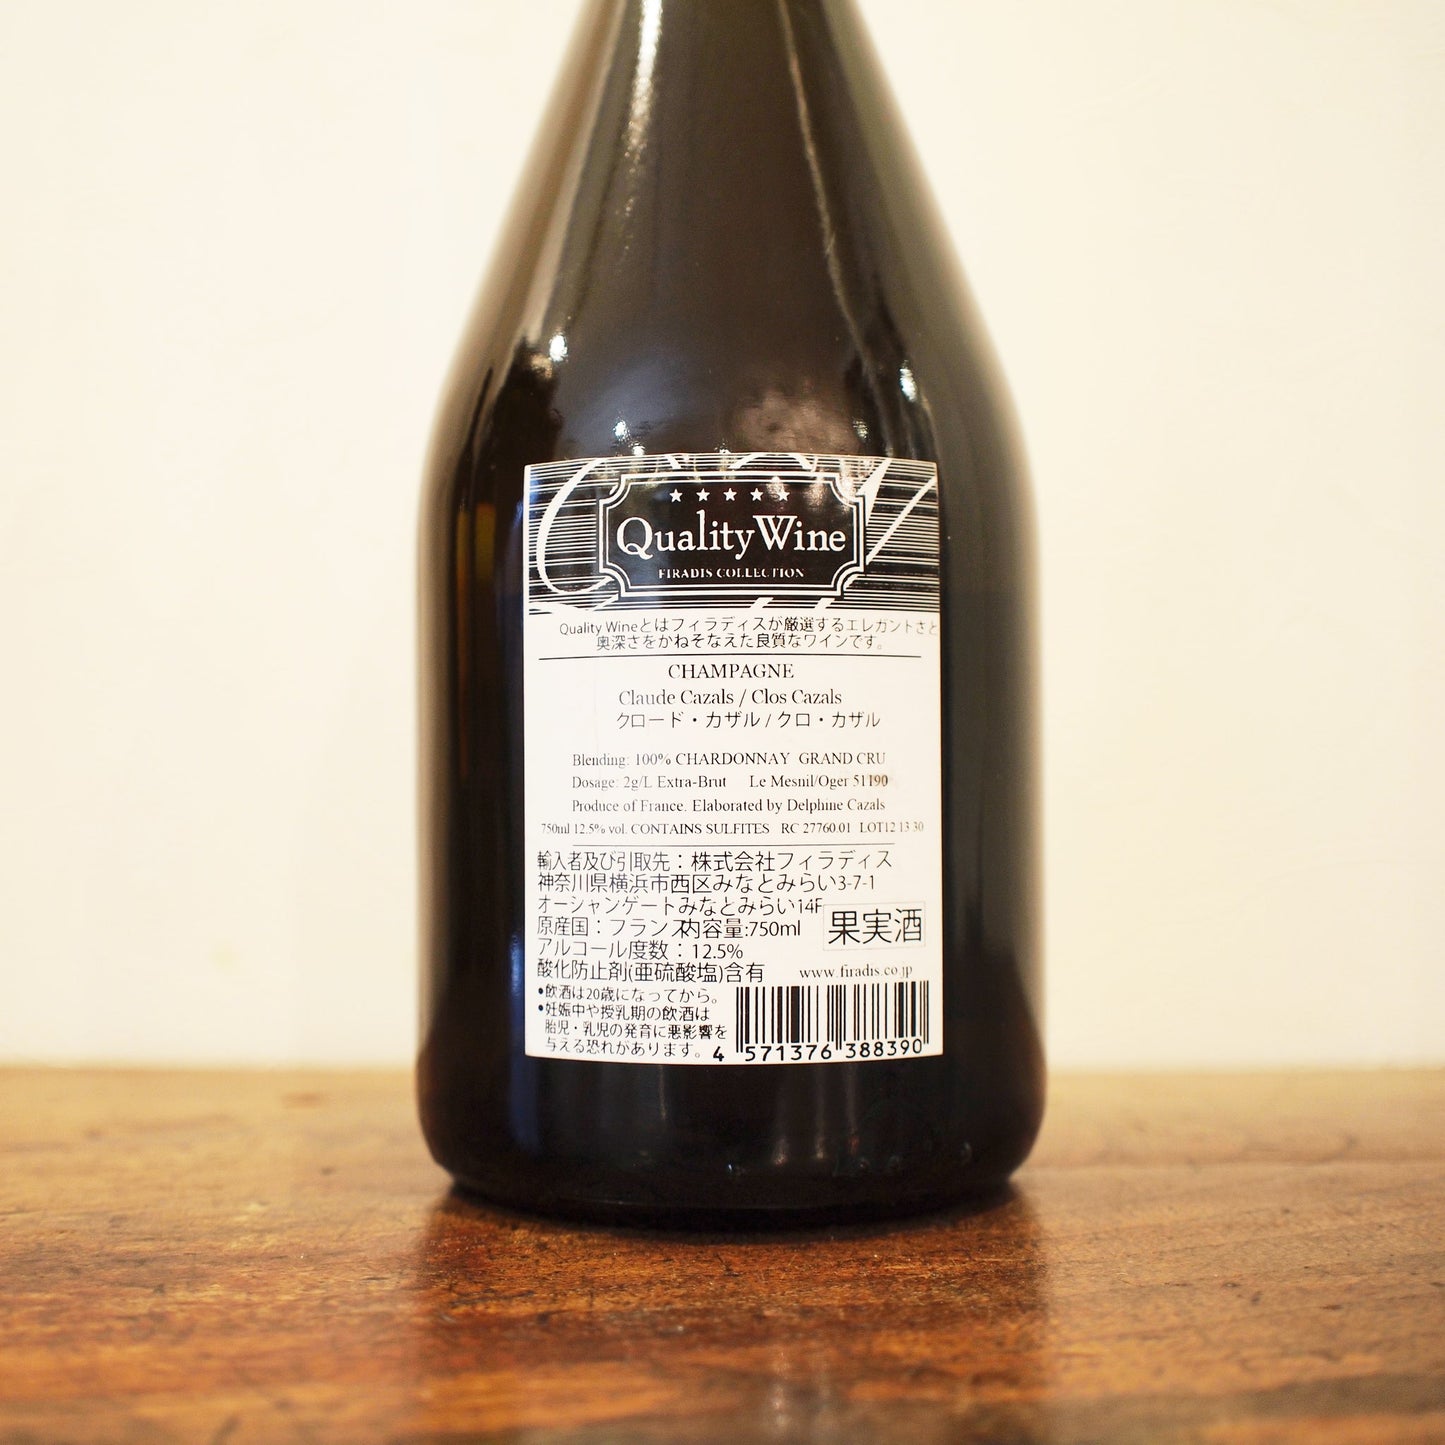 Quality Wine
FIRADIS COLLECTION
Quality Wineとはフィラディスが厳選するエレガントさと
奥深さをかねそなえた良質なワインです。
CHAMPAGNE
Claude Cazals / Clos Cazals
クロード・カザル / クロ・カザル
Blending: 100% CHARDONNAY GRAND CRU
Dosage: 2g/L Extra-Brut Le Mesnil/Oger 51190
Produce of France. Elaborated by Delphine Cazals
750ml 12.5% vol. CONTAINS SULFITES RC 27760.01 LOT12 13 30
輸入者及び引取先：株式会社フィラディス
神奈川県横浜市西区みなとみらい3-7-1
オーシャンゲートみなとみらい14F
原産国：フランス内容量:750ml
果実酒
アルコール度数：12.5%
酸化防止剤(亜硫酸塩)含有
www.firadis.co.jp
•飲酒は20歳になってから。
•妊娠中や授乳期の飲酒は
胎児・乳児の発育に悪影響を
与える恐れがあります。
4 571376 388390